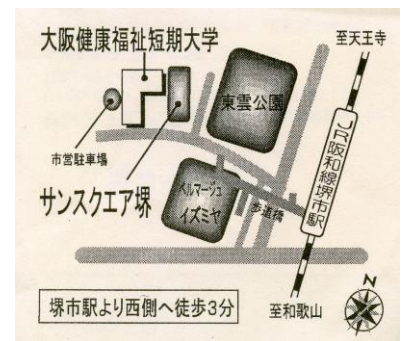 大阪健康福祉短期大学
至天王寺
東雲公園
JR阪和線堺市駅
市営駐車場
サンスクエア堺
ベルマージュ
イズミヤ
歩道橋
N
堺市駅より西側へ徒歩3分
至和歌山